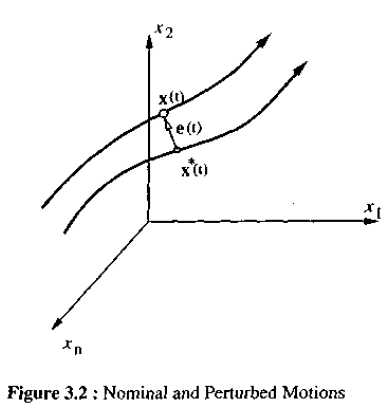 x₂
x(t)
e(t)
x*(t)
x₁
xₙ
Figure 3.2 : Nominal and Perturbed Motions